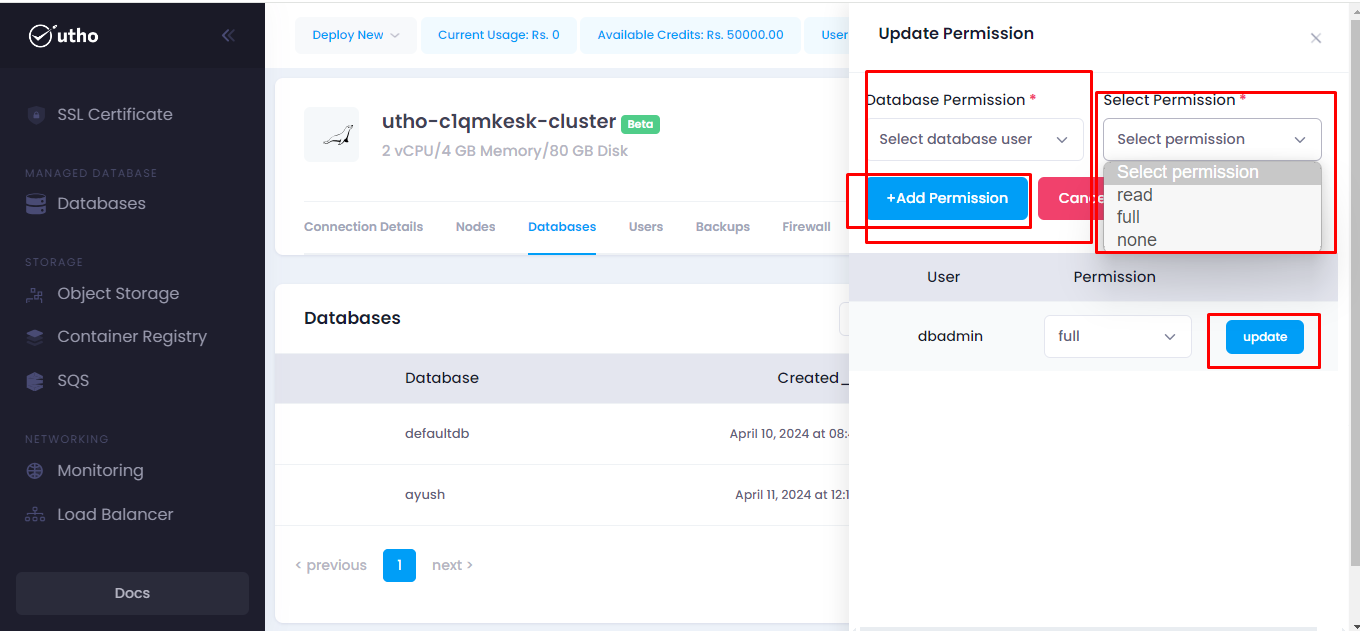 utho
SSL Certificate
MANAGED DATABASE
Databases
STORAGE
Object Storage
Container Registry
SQS
NETWORKING
Monitoring
Load Balancer
Docs
Deploy New
Current Usage: Rs. 0
Available Credits: Rs. 50000.00
User
utho-c1qmkesk-cluster
Beta
2 vCPU/4 GB Memory/80 GB Disk
Connection Details
Nodes
Databases
Users
Backups
Firewall
Databases
Database
Created_
defaultdb
April 10, 2024 at 08:
ayush
April 11, 2024 at 12:1
< previous
1
next >
Update Permission
×
Database Permission *
Select database user
Select Permission *
Select permission
Select permission
read
full
none
+Add Permission
Cance
User
Permission
dbadmin
full
update